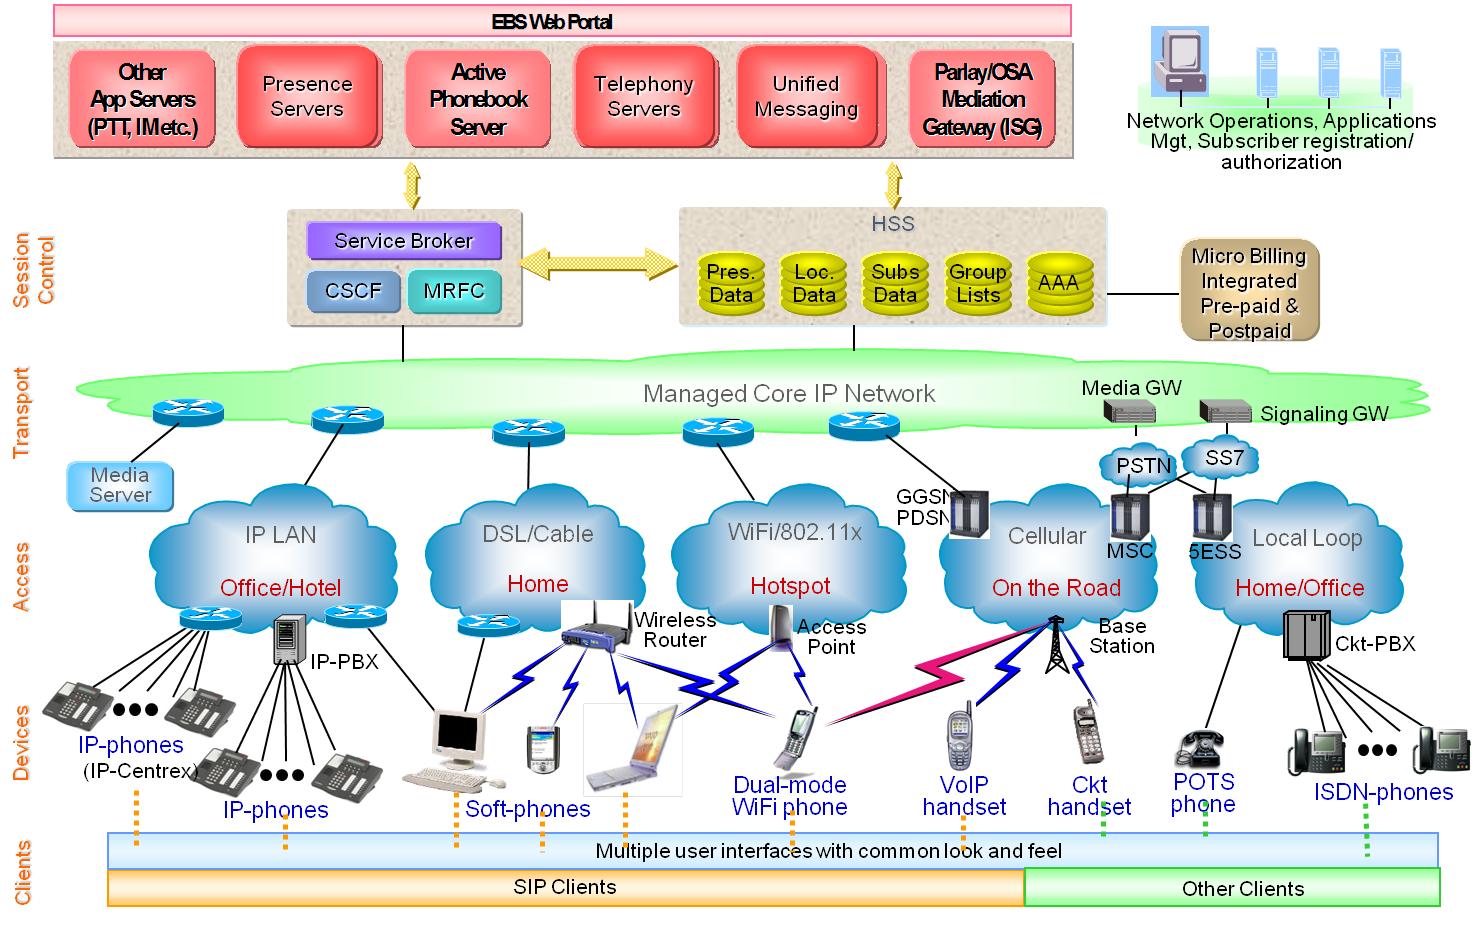 EBS Web Portal
Other
App Servers
(PTT, IM etc.)
Presence
Servers
Active
Phonebook
Server
Telephony
Servers
Unified
Messaging
Parlay/OSA
Mediation
Gateway (ISG)
Network Operations, Applications
Mgt, Subscriber registration/
authorization
Session
Control
Service Broker
CSCF
MRFC
HSS
Pres.
Data
Loc.
Data
Subs
Data
Group
Lists
AAA
Micro Billing
Integrated
Pre-paid &
Postpaid
Transport
Managed Core IP Network
Media GW
Signaling GW
Media
Server
PSTN
SS7
GGSN
PDSN
MSC
5ESS
Access
IP LAN
Office/Hotel
DSL/Cable
Home
WiFi/802.11x
Hotspot
Cellular
On the Road
Local Loop
Home/Office
IP-PBX
Wireless
Router
Access
Point
Base
Station
Ckt-PBX
Devices
IP-phones
(IP-Centrex)
IP-phones
Soft-phones
Dual-mode
WiFi phone
VoIP
handset
Ckt
handset
POTS
phone
ISDN-phones
Clients
Multiple user interfaces with common look and feel
SIP Clients
Other Clients